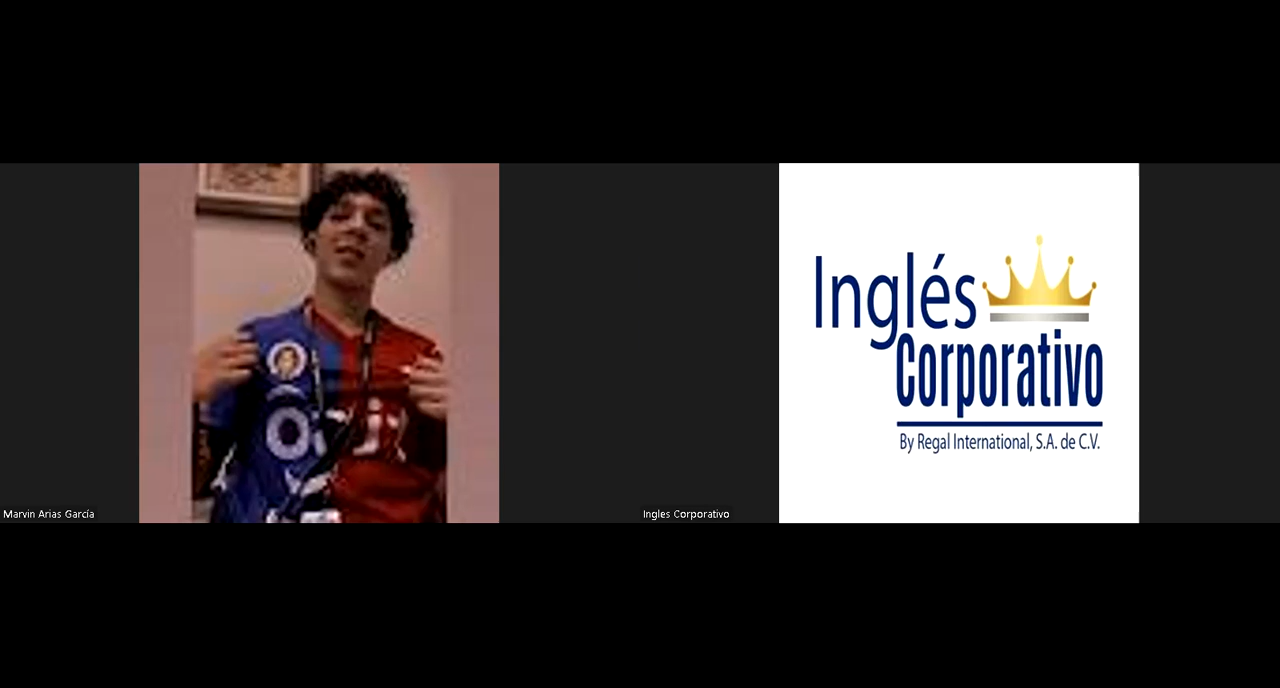 Inglés
Corporativo
By Regal International, S.A. de C.V.
Marvin Arias García
Ingles Corporativo